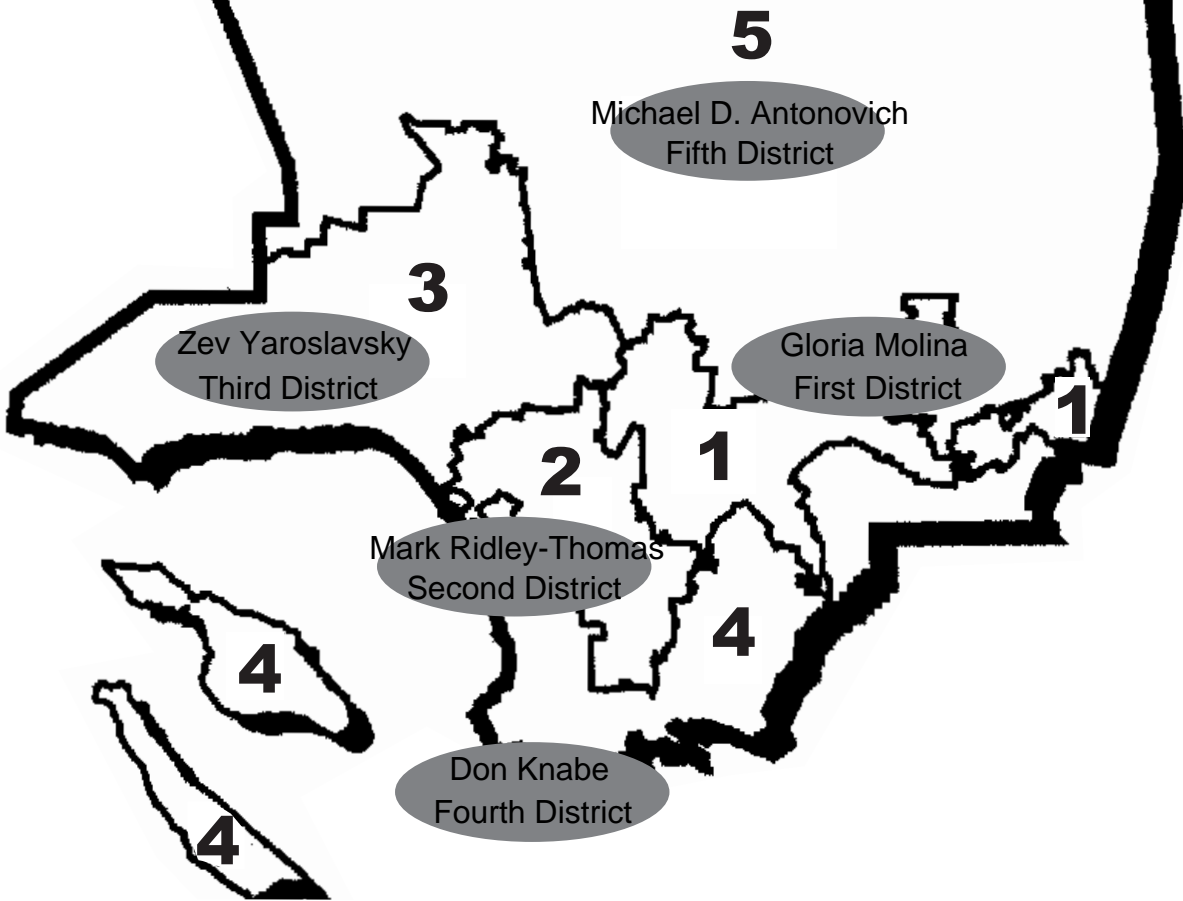 5
Michael D. Antonovich
Fifth District
3
Zev Yaroslavsky
Third District
Gloria Molina
First District
1
1
2
Mark Ridley-Thomas
Second District
4
4
Don Knabe
Fourth District
4